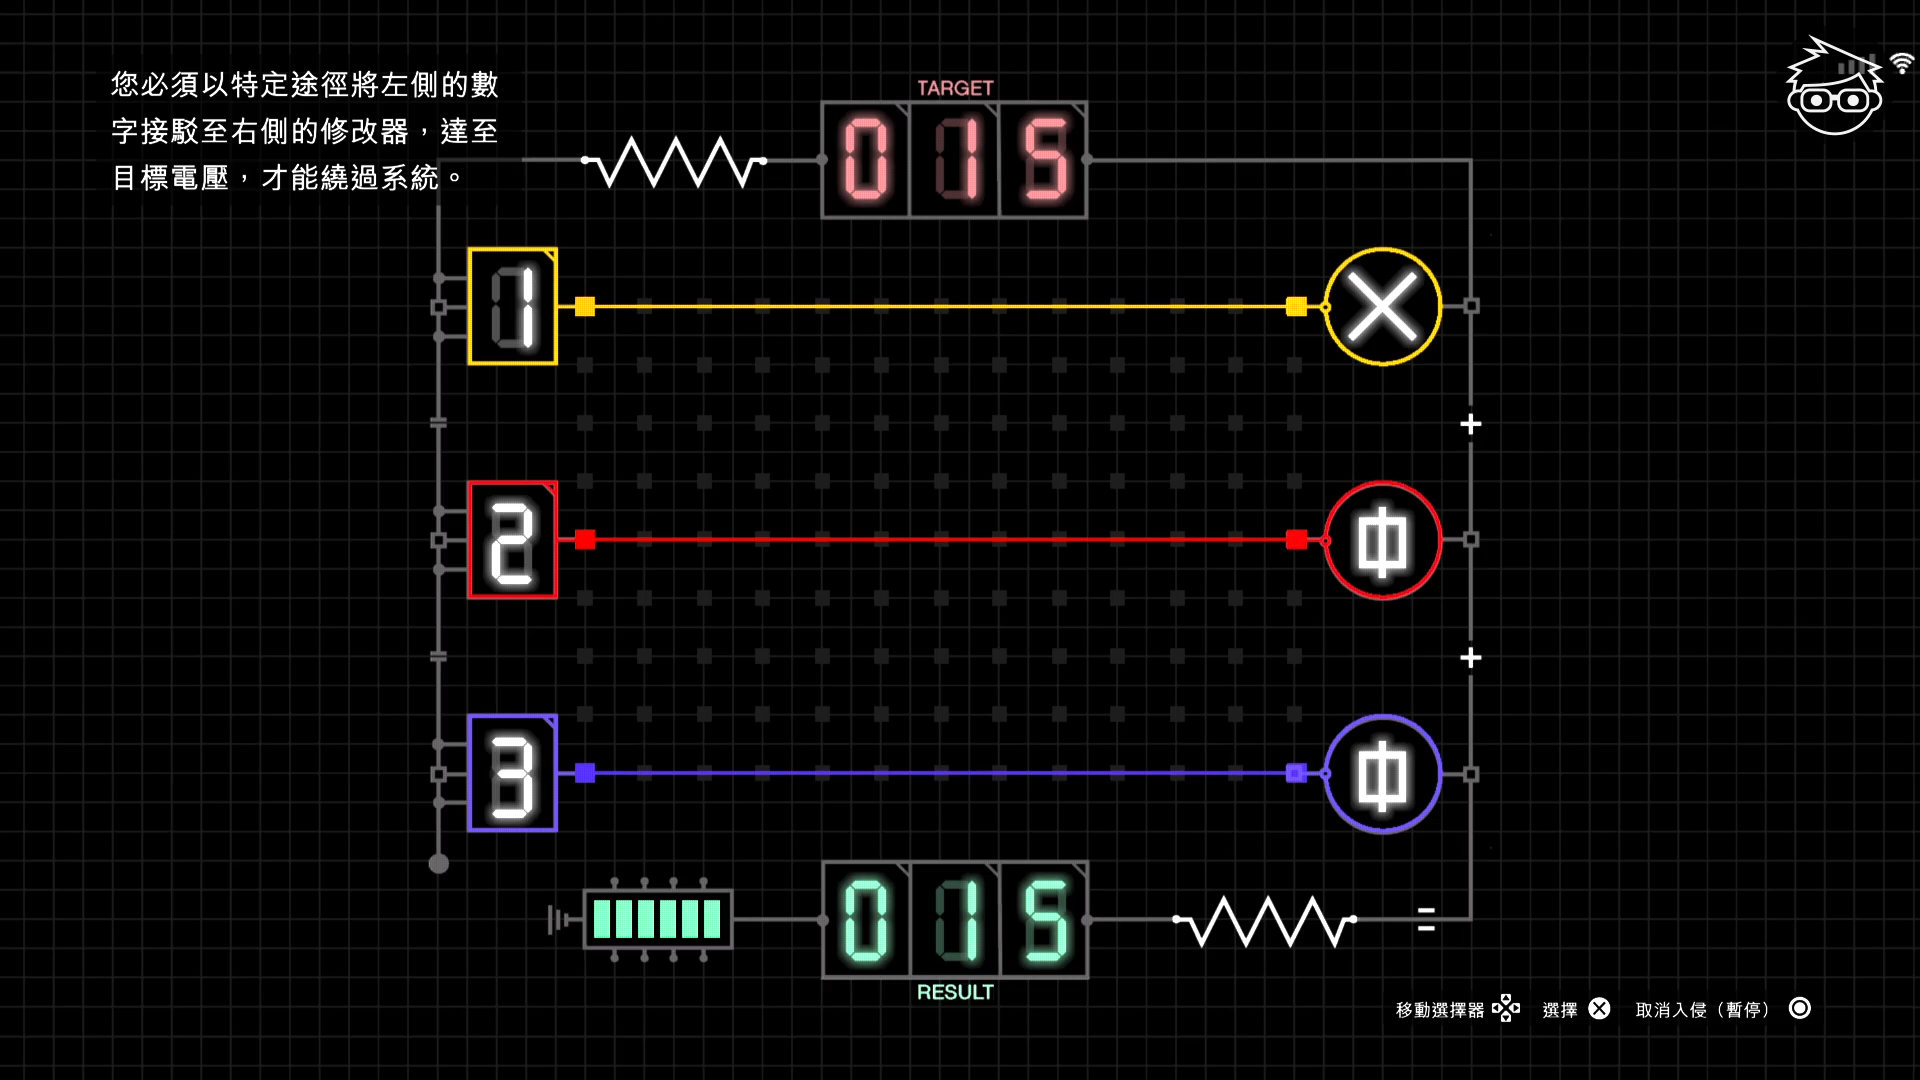 您必須以特定途徑將左側的數
字接駁至右側的修改器，達至
目標電壓，才能繞過系統。
TARGET
015
1
2
3
+
+
=
015
RESULT
移動選擇器 選擇 取消入侵（暫停）